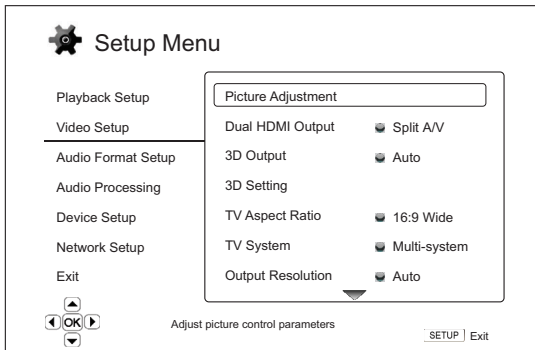 Setup Menu
Playback Setup
Video Setup
Audio Format Setup
Audio Processing
Device Setup
Network Setup
Exit
Picture Adjustment
Dual HDMI Output Split A/V
3D Output Auto
3D Setting
TV Aspect Ratio 16:9 Wide
TV System Multi-system
Output Resolution Auto
OK
Adjust picture control parameters
SETUP Exit